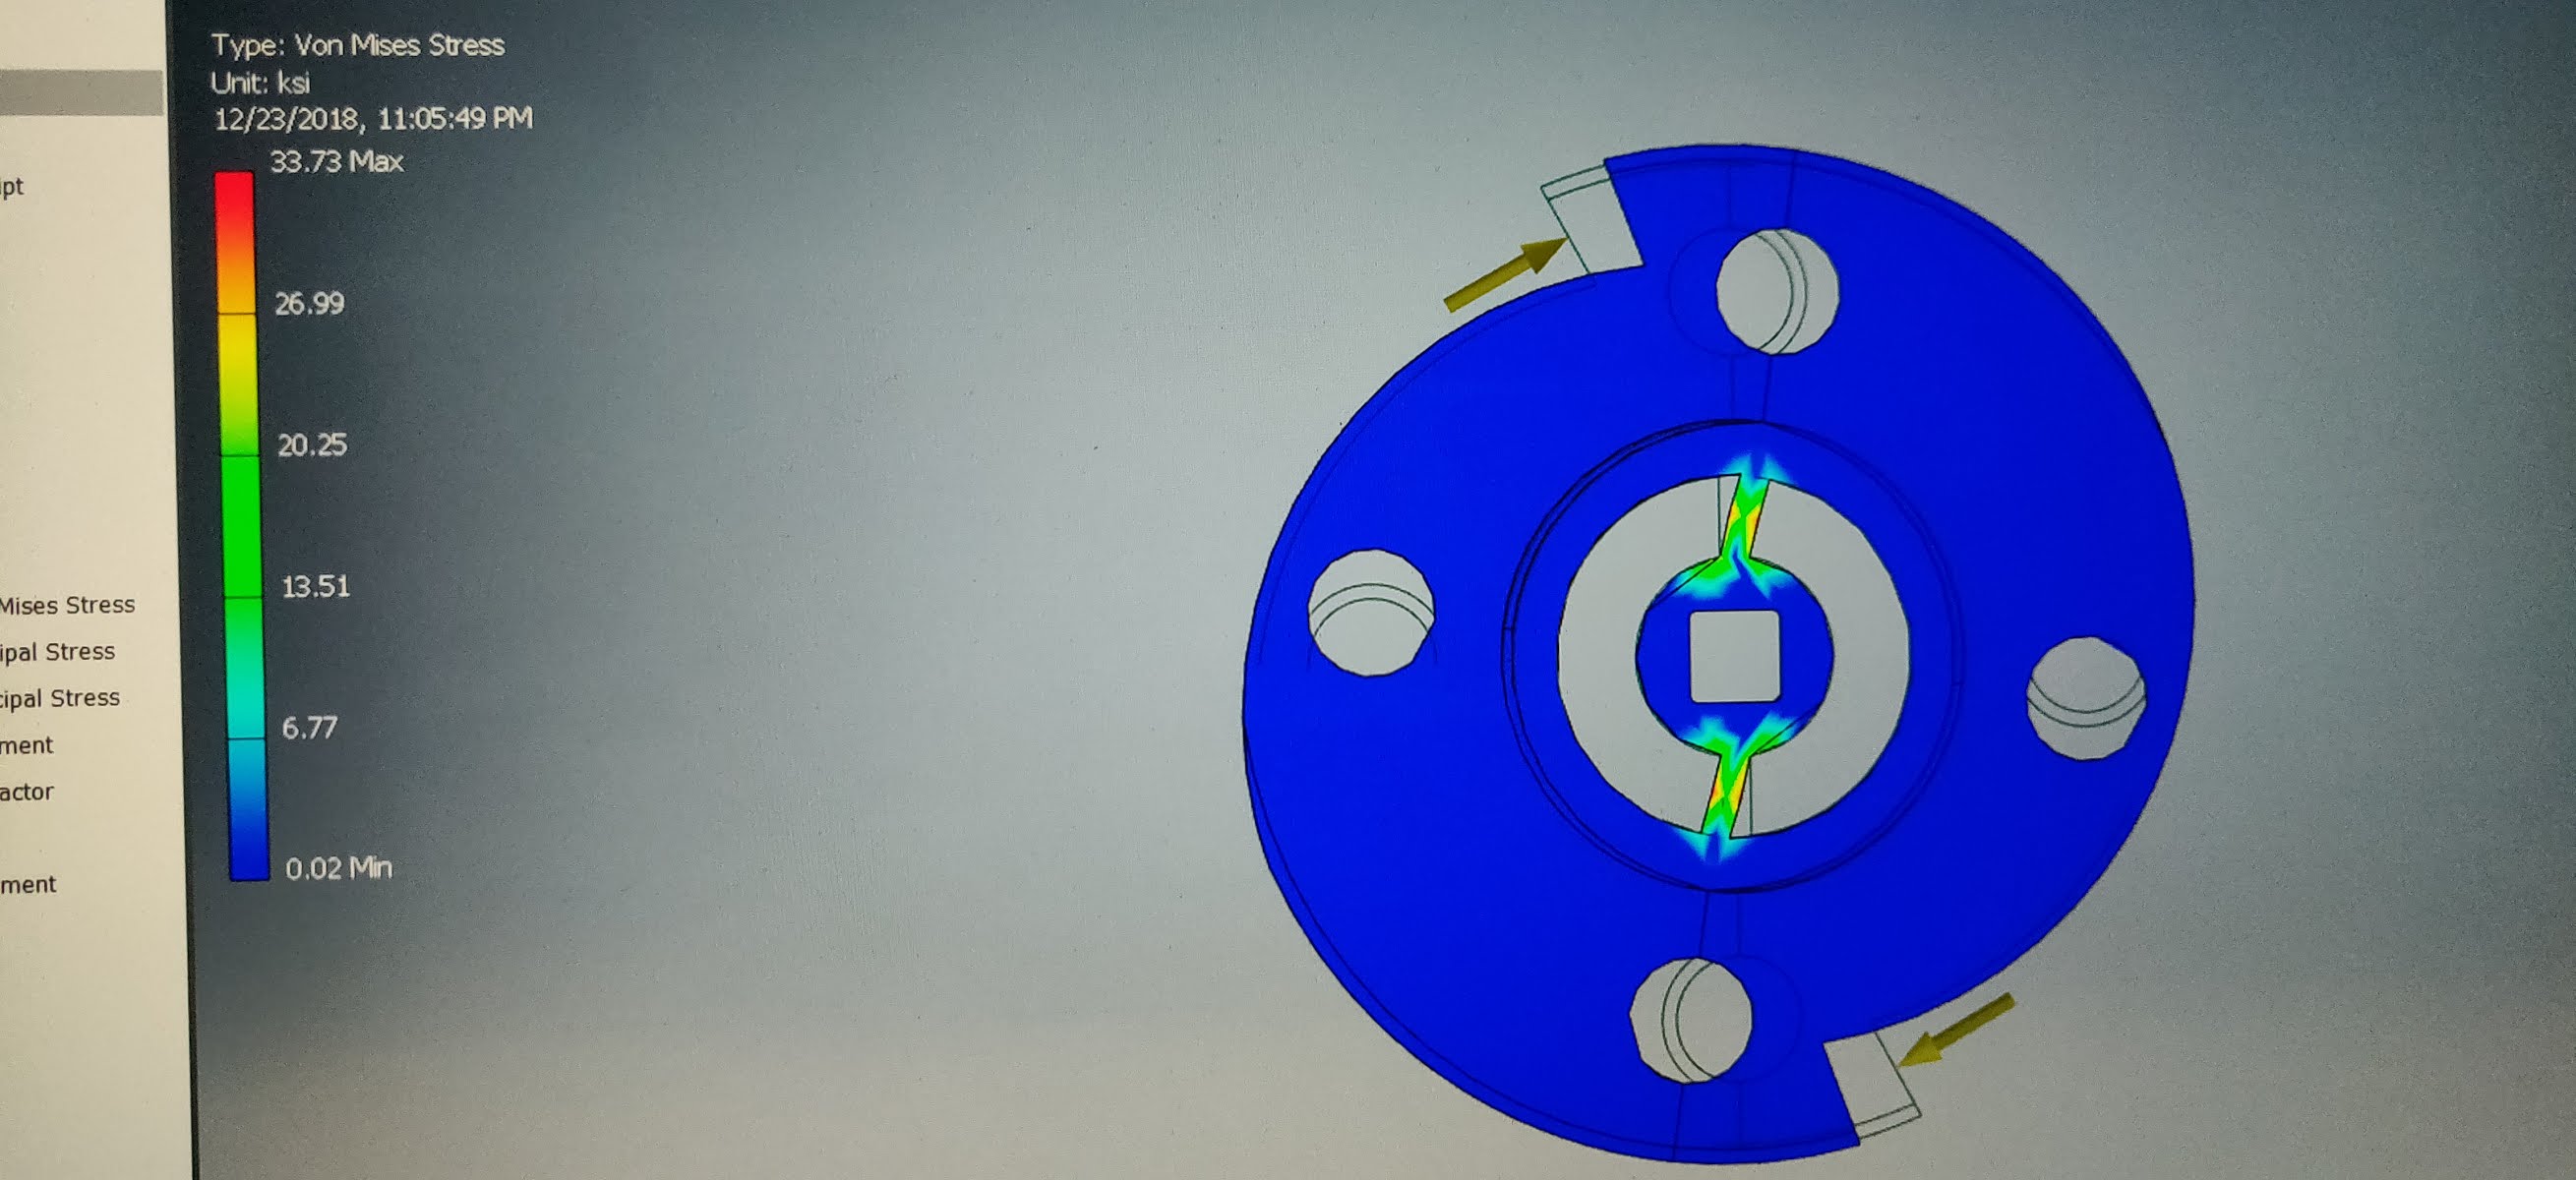 Type: Von Mises Stress
Unit: ksi
12/23/2018, 11:05:49 PM
33.73 Max
26.99
20.25
13.51
6.77
0.02 Min
ipt
Mises Stress
ipal Stress
cipal Stress
ment
actor
ment